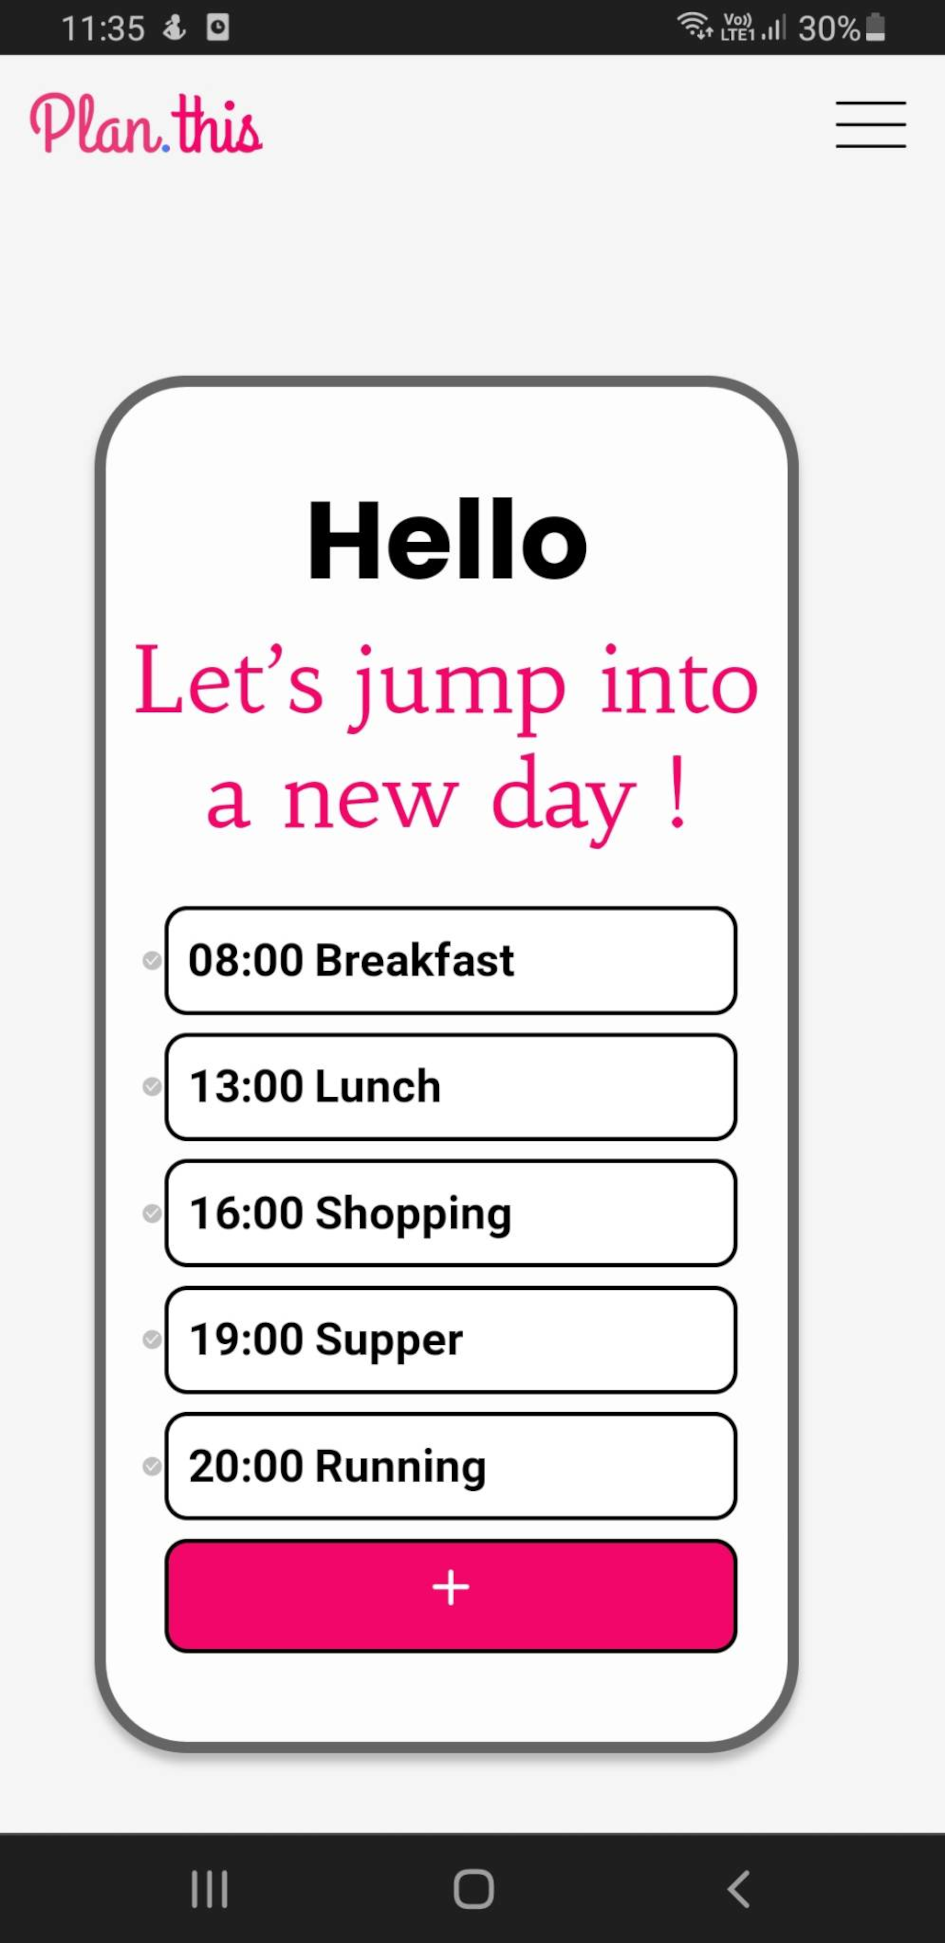 11:35 Vo)) LTE1 30%
Plan.this
Hello
Let’s jump into
a new day !
08:00 Breakfast
13:00 Lunch
16:00 Shopping
19:00 Supper
20:00 Running
+